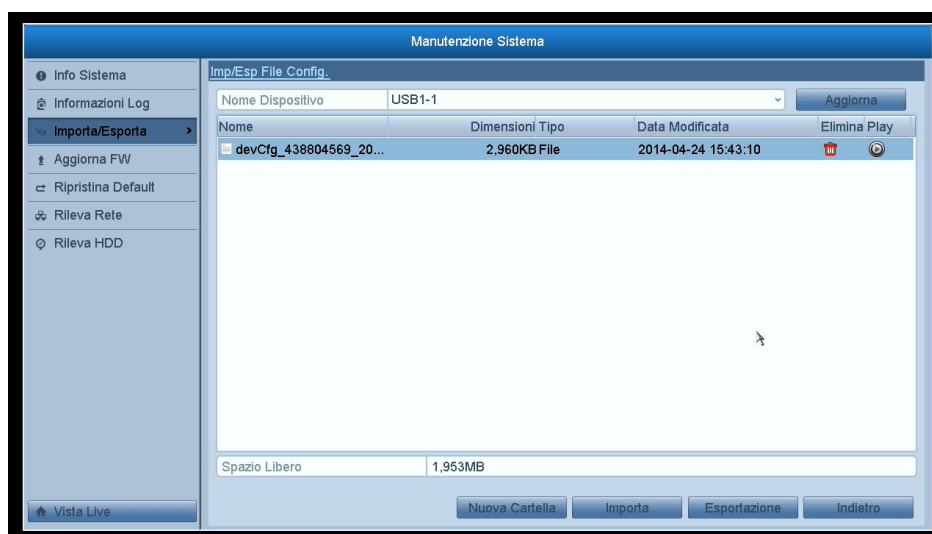 Manutenzione Sistema
Info Sistema
Informazioni Log
Importa/Esporta
Aggiorna FW
Ripristina Default
Rileva Rete
Rileva HDD
Vista Live
Imp/Esp File Config.
Nome Dispositivo USB1-1 Aggiorna
Nome Dimensioni Tipo Data Modificata Elimina Play
devCfg_438804569_20... 2,960KB File 2014-04-24 15:43:10
Spazio Libero 1,953MB
Nuova Cartella Importa Esportazione Indietro